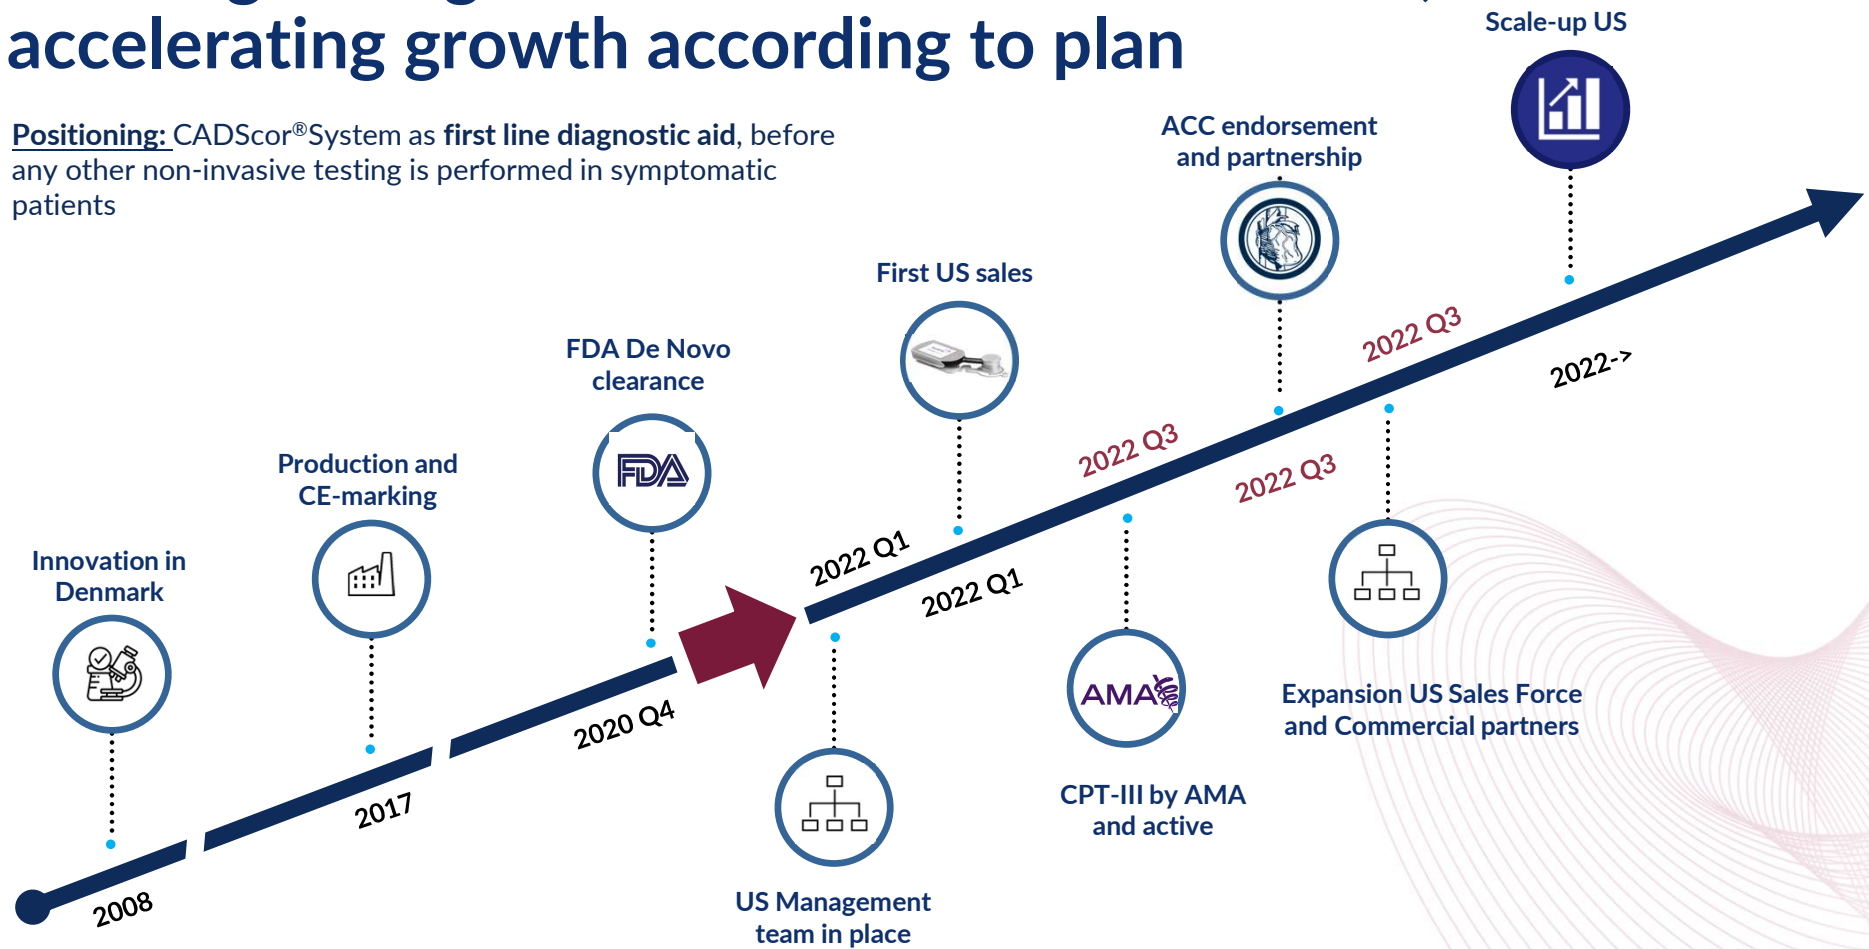 accelerating growth according to plan
Positioning: CADScor®System as first line diagnostic aid, before
any other non-invasive testing is performed in symptomatic
patients
Scale-up US
ACC endorsement
and partnership
First US sales
FDA De Novo
clearance
FDA
Production and
CE-marking
Innovation in
Denmark
2008
2017
2020 Q4
2022 Q1
2022 Q1
2022 Q3
2022 Q3
2022 Q3
2022->
US Management
team in place
AMA
CPT-III by AMA
and active
Expansion US Sales Force
and Commercial partners